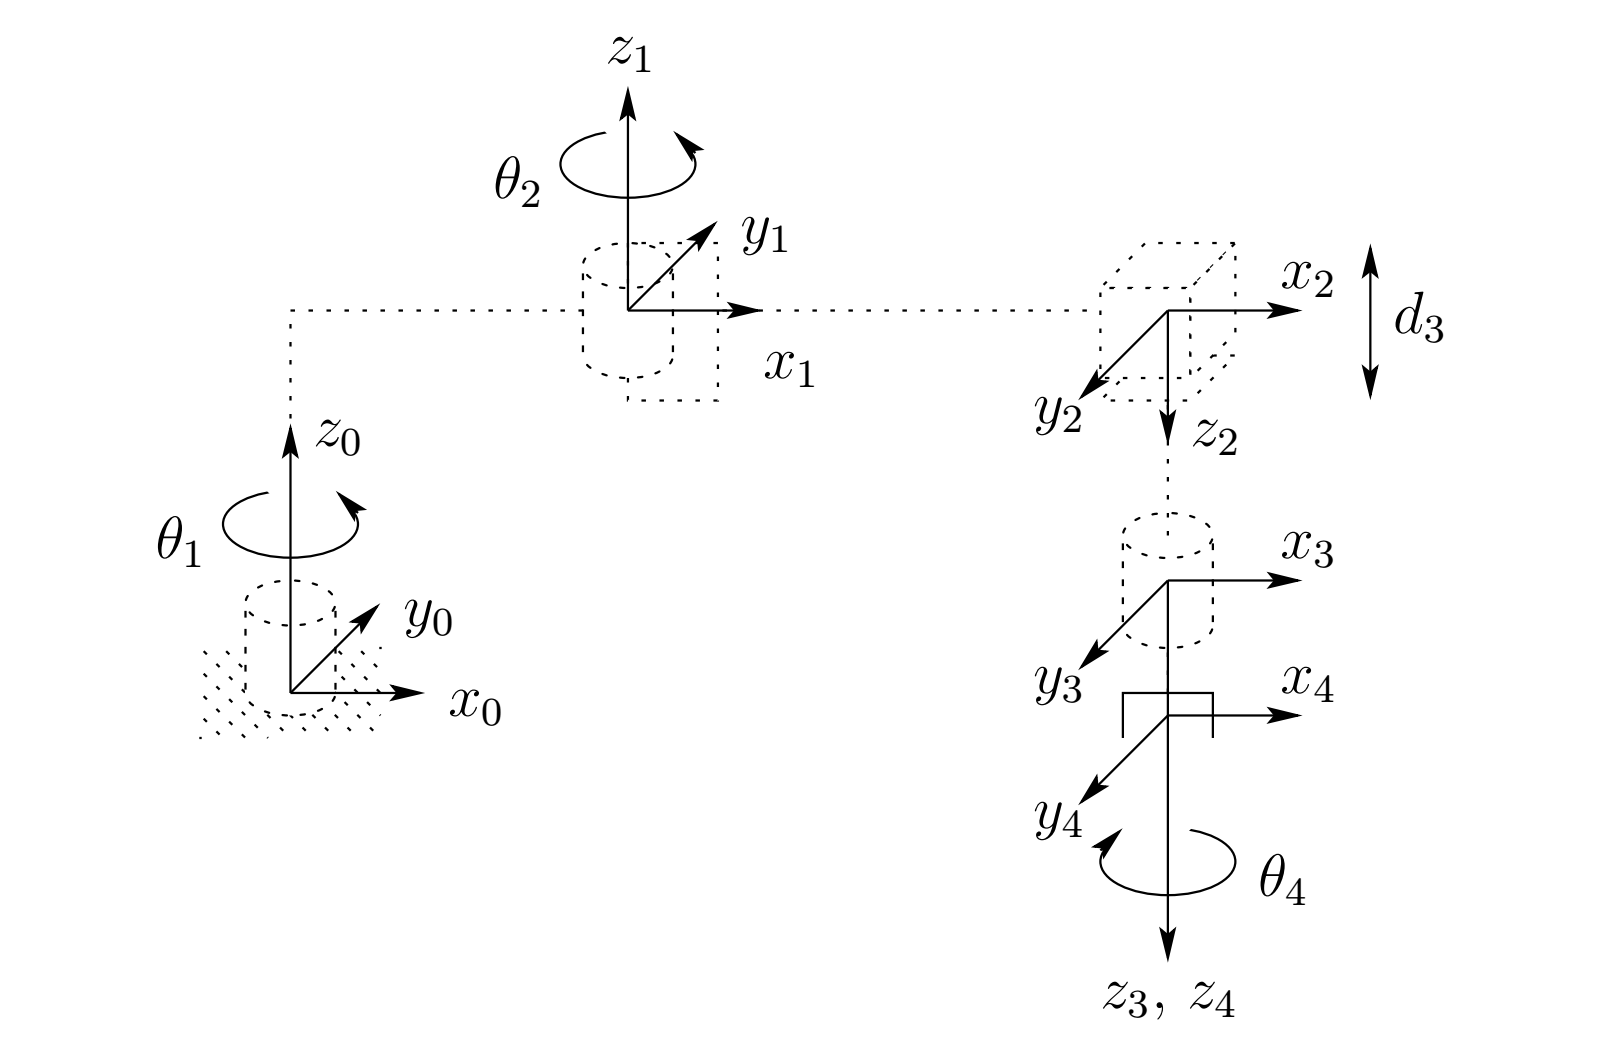 z₁
θ₂
y₁
x₂
d₃
x₁
y₂
z₀
z₂
θ₁
x₃
y₀
y₃
x₄
x₀
y₄
θ₄
z₃, z₄